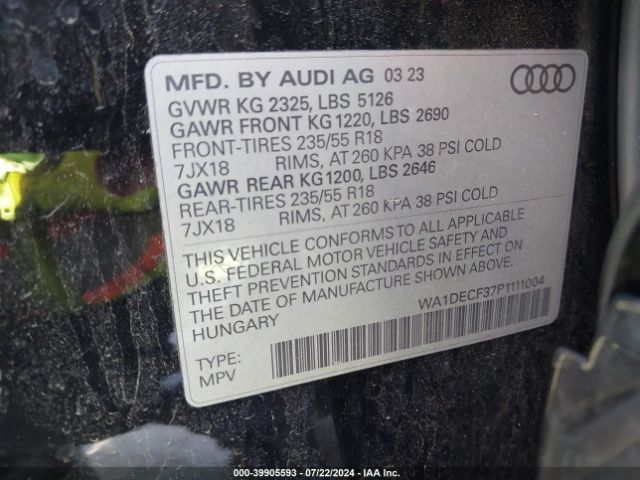 MFD. BY AUDI AG 03 23
GVWR KG 2325, LBS 5126
GAWR FRONT KG 1220, LBS 2690
FRONT-TIRES 235/55 R18
7JX18 RIMS, AT 260 KPA 38 PSI COLD
GAWR REAR KG 1200, LBS 2646
REAR-TIRES 235/55 R18
7JX18 RIMS, AT 260 KPA 38 PSI COLD
THIS VEHICLE CONFORMS TO ALL APPLICABLE
U.S. FEDERAL MOTOR VEHICLE SAFETY AND
THEFT PREVENTION STANDARDS IN EFFECT ON
THE DATE OF MANUFACTURE SHOWN ABOVE.
HUNGARY
WA1DECF37P1111004
TYPE:
MPV
000-39905593 - 07/22/2024 - IAA Inc.